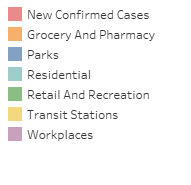 New Confirmed Cases
Grocery And Pharmacy
Parks
Residential
Retail And Recreation
Transit Stations
Workplaces